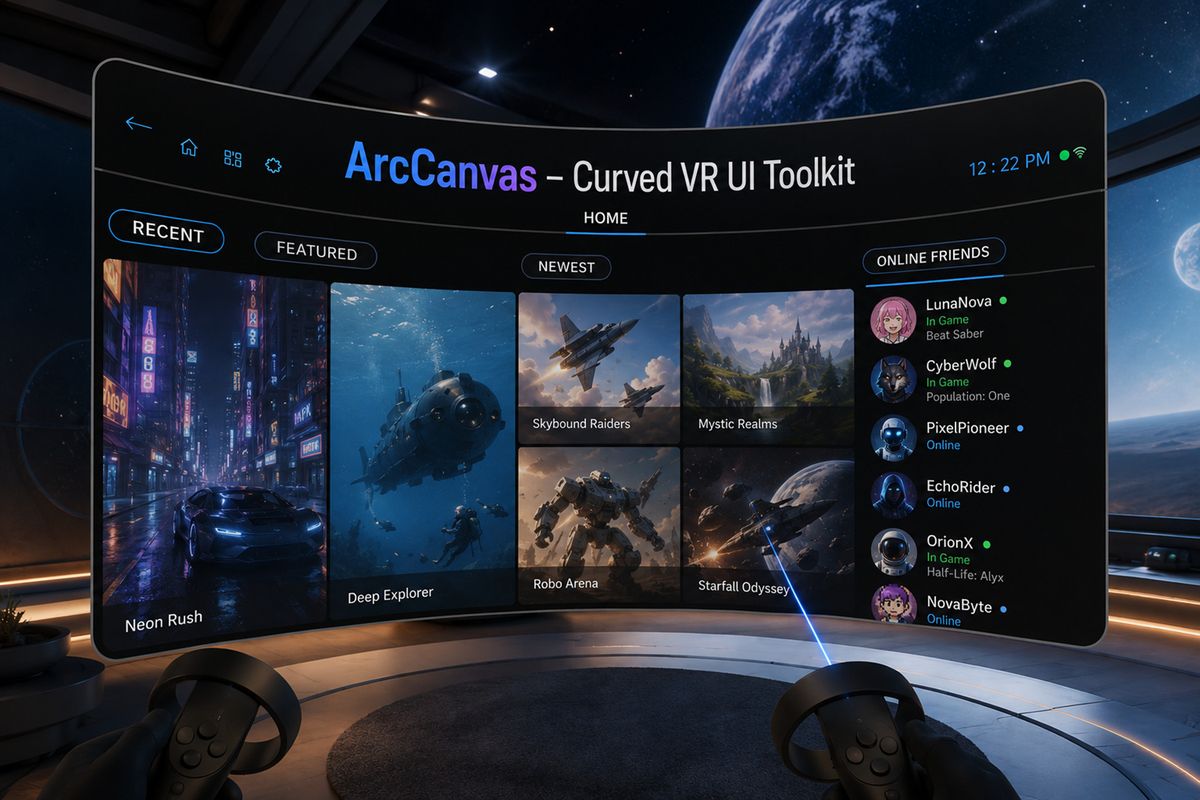 ArcCanvas – Curved VR UI Toolkit
12 : 22 PM
HOME
RECENT
FEATURED
NEWEST
ONLINE FRIENDS
Neon Rush
Deep Explorer
Skybound Raiders
Mystic Realms
Robo Arena
Starfall Odyssey
LunaNova
In Game
Beat Saber
CyberWolf
In Game
Population: One
PixelPioneer
Online
EchoRider
Online
OrionX
In Game
Half-Life: Alyx
NovaByte
Online